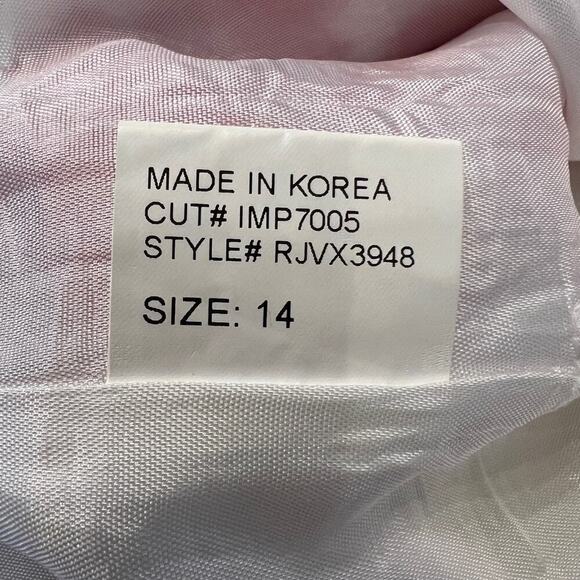 MADE IN KOREA
CUT# IMP7005
STYLE# RJVX3948
SIZE: 14